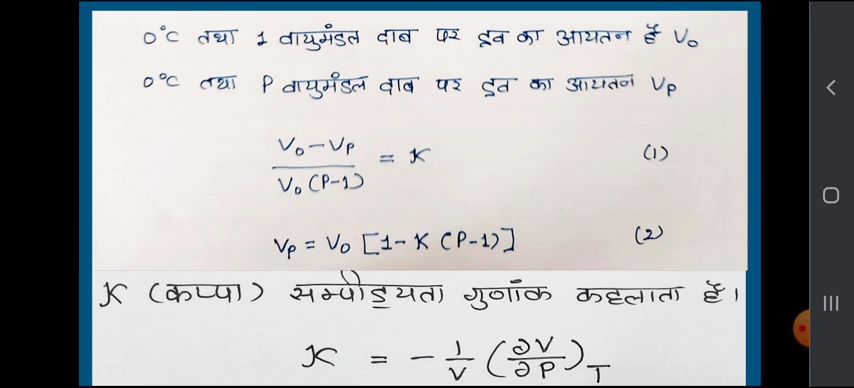 0°C तथा 1 वायुमंडल दाब पर द्रव का आयतन है V₀
0°C तथा P वायुमंडल दाब पर द्रव का आयतन Vp
(V₀ - Vp) / (V₀ (P-1)) = K (1)
Vp = V₀ [1 - K (P-1)] (2)
K (कप्पा) सम्पीड्यता गुणांक कहलाता है।
K = - 1/V (∂V/∂P)_T